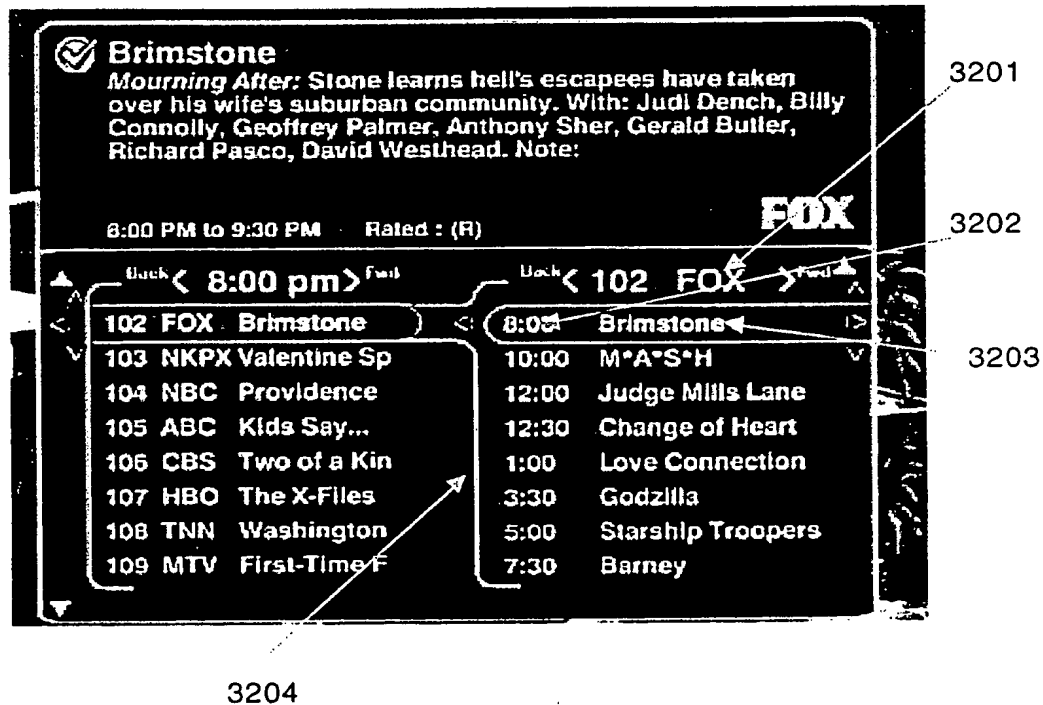 Brimstone
Mourning After: Stone learns hell's escapees have taken
over his wife's suburban community. With: Judi Dench, Billy
Connolly, Geoffrey Palmer, Anthony Sher, Gerald Butler,
Richard Pasco, David Westhead. Note:
8:00 PM to 9:30 PM Rated : (R)
FOX
Back < 8:00 pm > Fwd
102 FOX Brimstone
103 NKPX Valentine Sp
104 NBC Providence
105 ABC Kids Say...
106 CBS Two of a Kin
107 HBO The X-Files
108 TNN Washington
109 MTV First-Time F
Back < 102 FOX > Fwd
8:00 Brimstone
10:00 M*A*S*H
12:00 Judge Mills Lane
12:30 Change of Heart
1:00 Love Connection
3:30 Godzilla
5:00 Starship Troopers
7:30 Barney
3201
3202
3203
3204